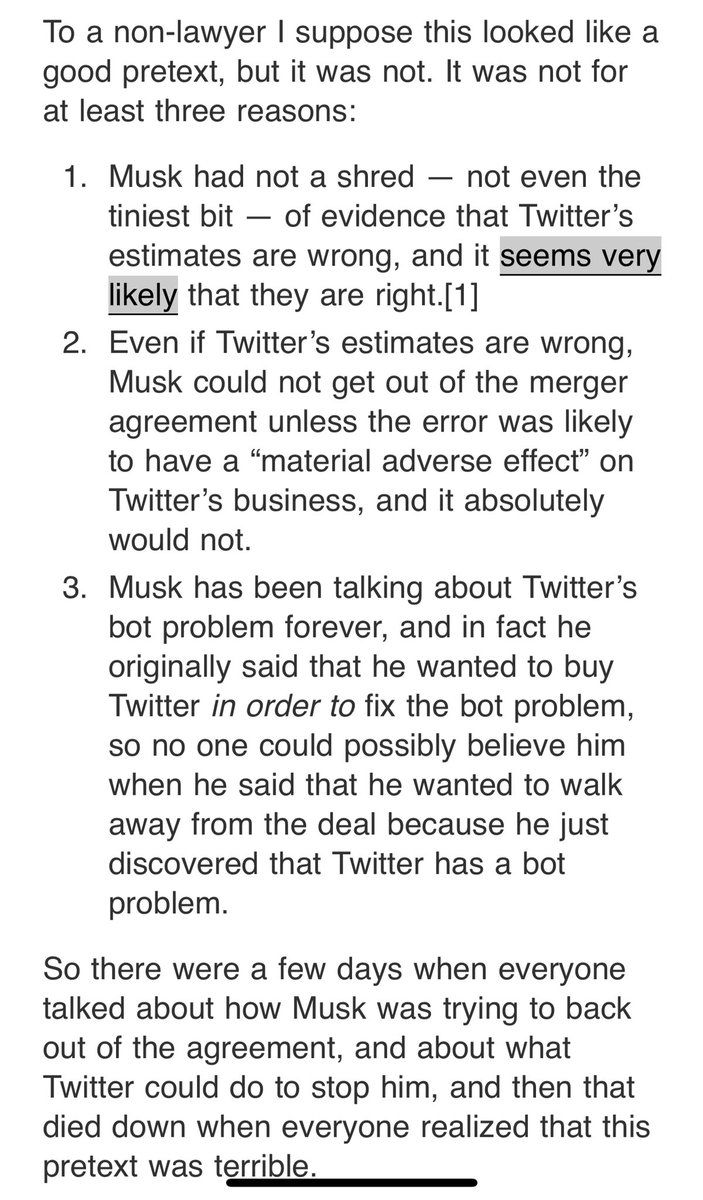 To a non-lawyer I suppose this looked like a
good pretext, but it was not. It was not for
at least three reasons:
1. Musk had not a shred — not even the
tiniest bit — of evidence that Twitter’s
estimates are wrong, and it seems very
likely that they are right.[1]
2. Even if Twitter’s estimates are wrong,
Musk could not get out of the merger
agreement unless the error was likely
to have a “material adverse effect” on
Twitter’s business, and it absolutely
would not.
3. Musk has been talking about Twitter’s
bot problem forever, and in fact he
originally said that he wanted to buy
Twitter in order to fix the bot problem,
so no one could possibly believe him
when he said that he wanted to walk
away from the deal because he just
discovered that Twitter has a bot
problem.
So there were a few days when everyone
talked about how Musk was trying to back
out of the agreement, and about what
Twitter could do to stop him, and then that
died down when everyone realized that this
pretext was terrible.